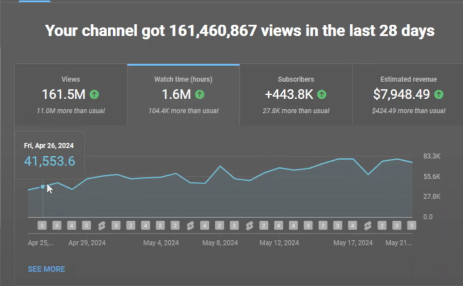 Your channel got 161,460,867 views in the last 28 days
Views
161.5M
11.0M more than usual
Watch time (hours)
1.6M
104.4K more than usual
Subscribers
+443.8K
27.8K more than usual
Estimated revenue
$7,948.49
$424.49 more than usual
Fri, Apr 26, 2024
41,553.6
83.3K
55.6K
27.8K
0.0
Apr 25,... Apr 29, 2024 May 4, 2024 May 8, 2024 May 12, 2024 May 17, 2024 May 21...
SEE MORE